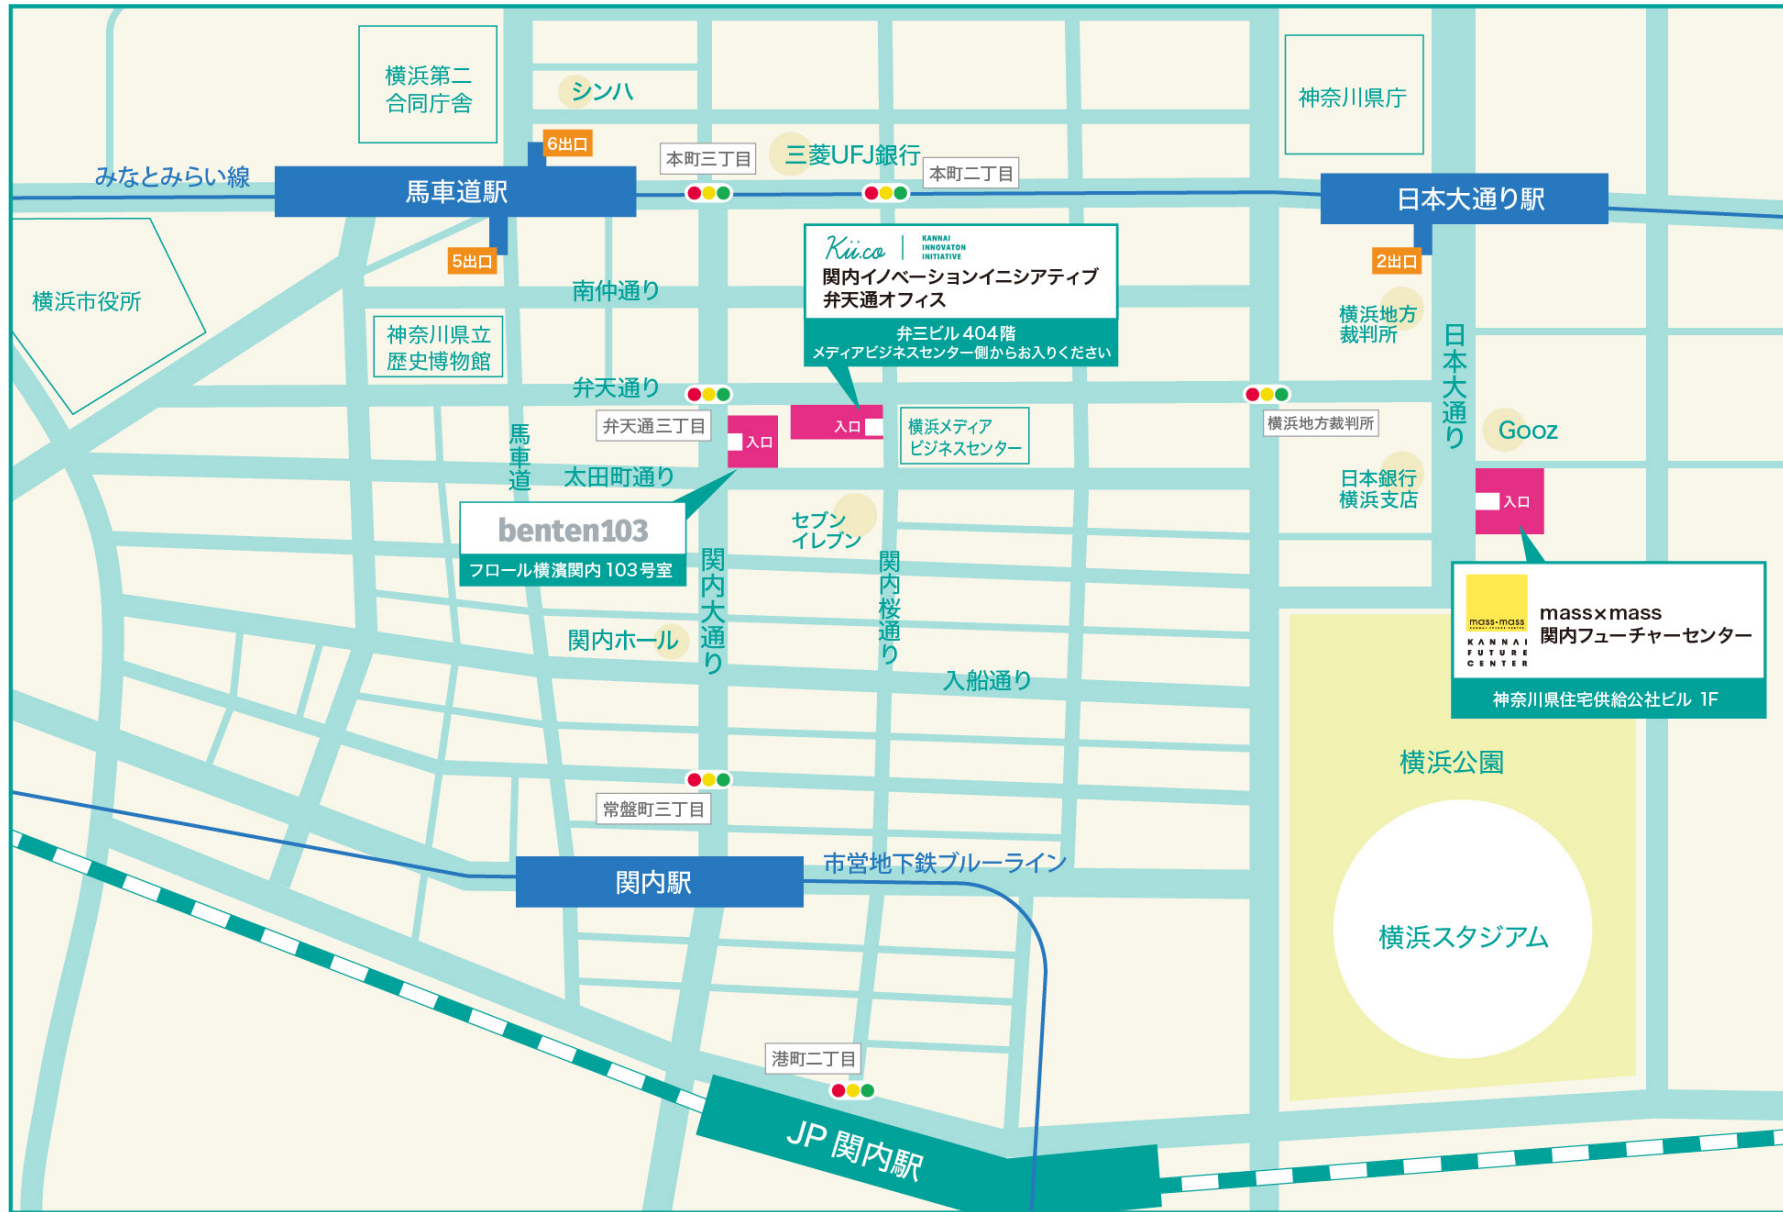 横浜第二
合同庁舎
シンハ
神奈川県庁
6出口
本町三丁目
三菱UFJ銀行
本町二丁目
みなとみらい線
馬車道駅
日本大通り駅
5出口
2出口
Kii.co
KANNAI
INNOVATON
INITIATIVE
関内イノベーションイニシアティブ
弁天通オフィス
弁三ビル 404階
メディアビジネスセンター側からお入りください
横浜市役所
南仲通り
神奈川県立
歴史博物館
横浜地方
裁判所
日本大通り
弁天通り
弁天通三丁目
入口
入口
横浜メディア
ビジネスセンター
横浜地方裁判所
Gooz
馬車道
太田町通り
日本銀行
横浜支店
入口
benten103
フロール横濱関内 103号室
セブン
イレブン
関内大通り
関内桜通り
関内ホール
入船通り
mass×mass
KANNAI FUTURE CENTER
KANNAI
FUTURE
CENTER
mass×mass
関内フューチャーセンター
神奈川県住宅供給公社ビル 1F
横浜公園
常盤町三丁目
関内駅
市営地下鉄ブルーライン
横浜スタジアム
港町二丁目
JP 関内駅